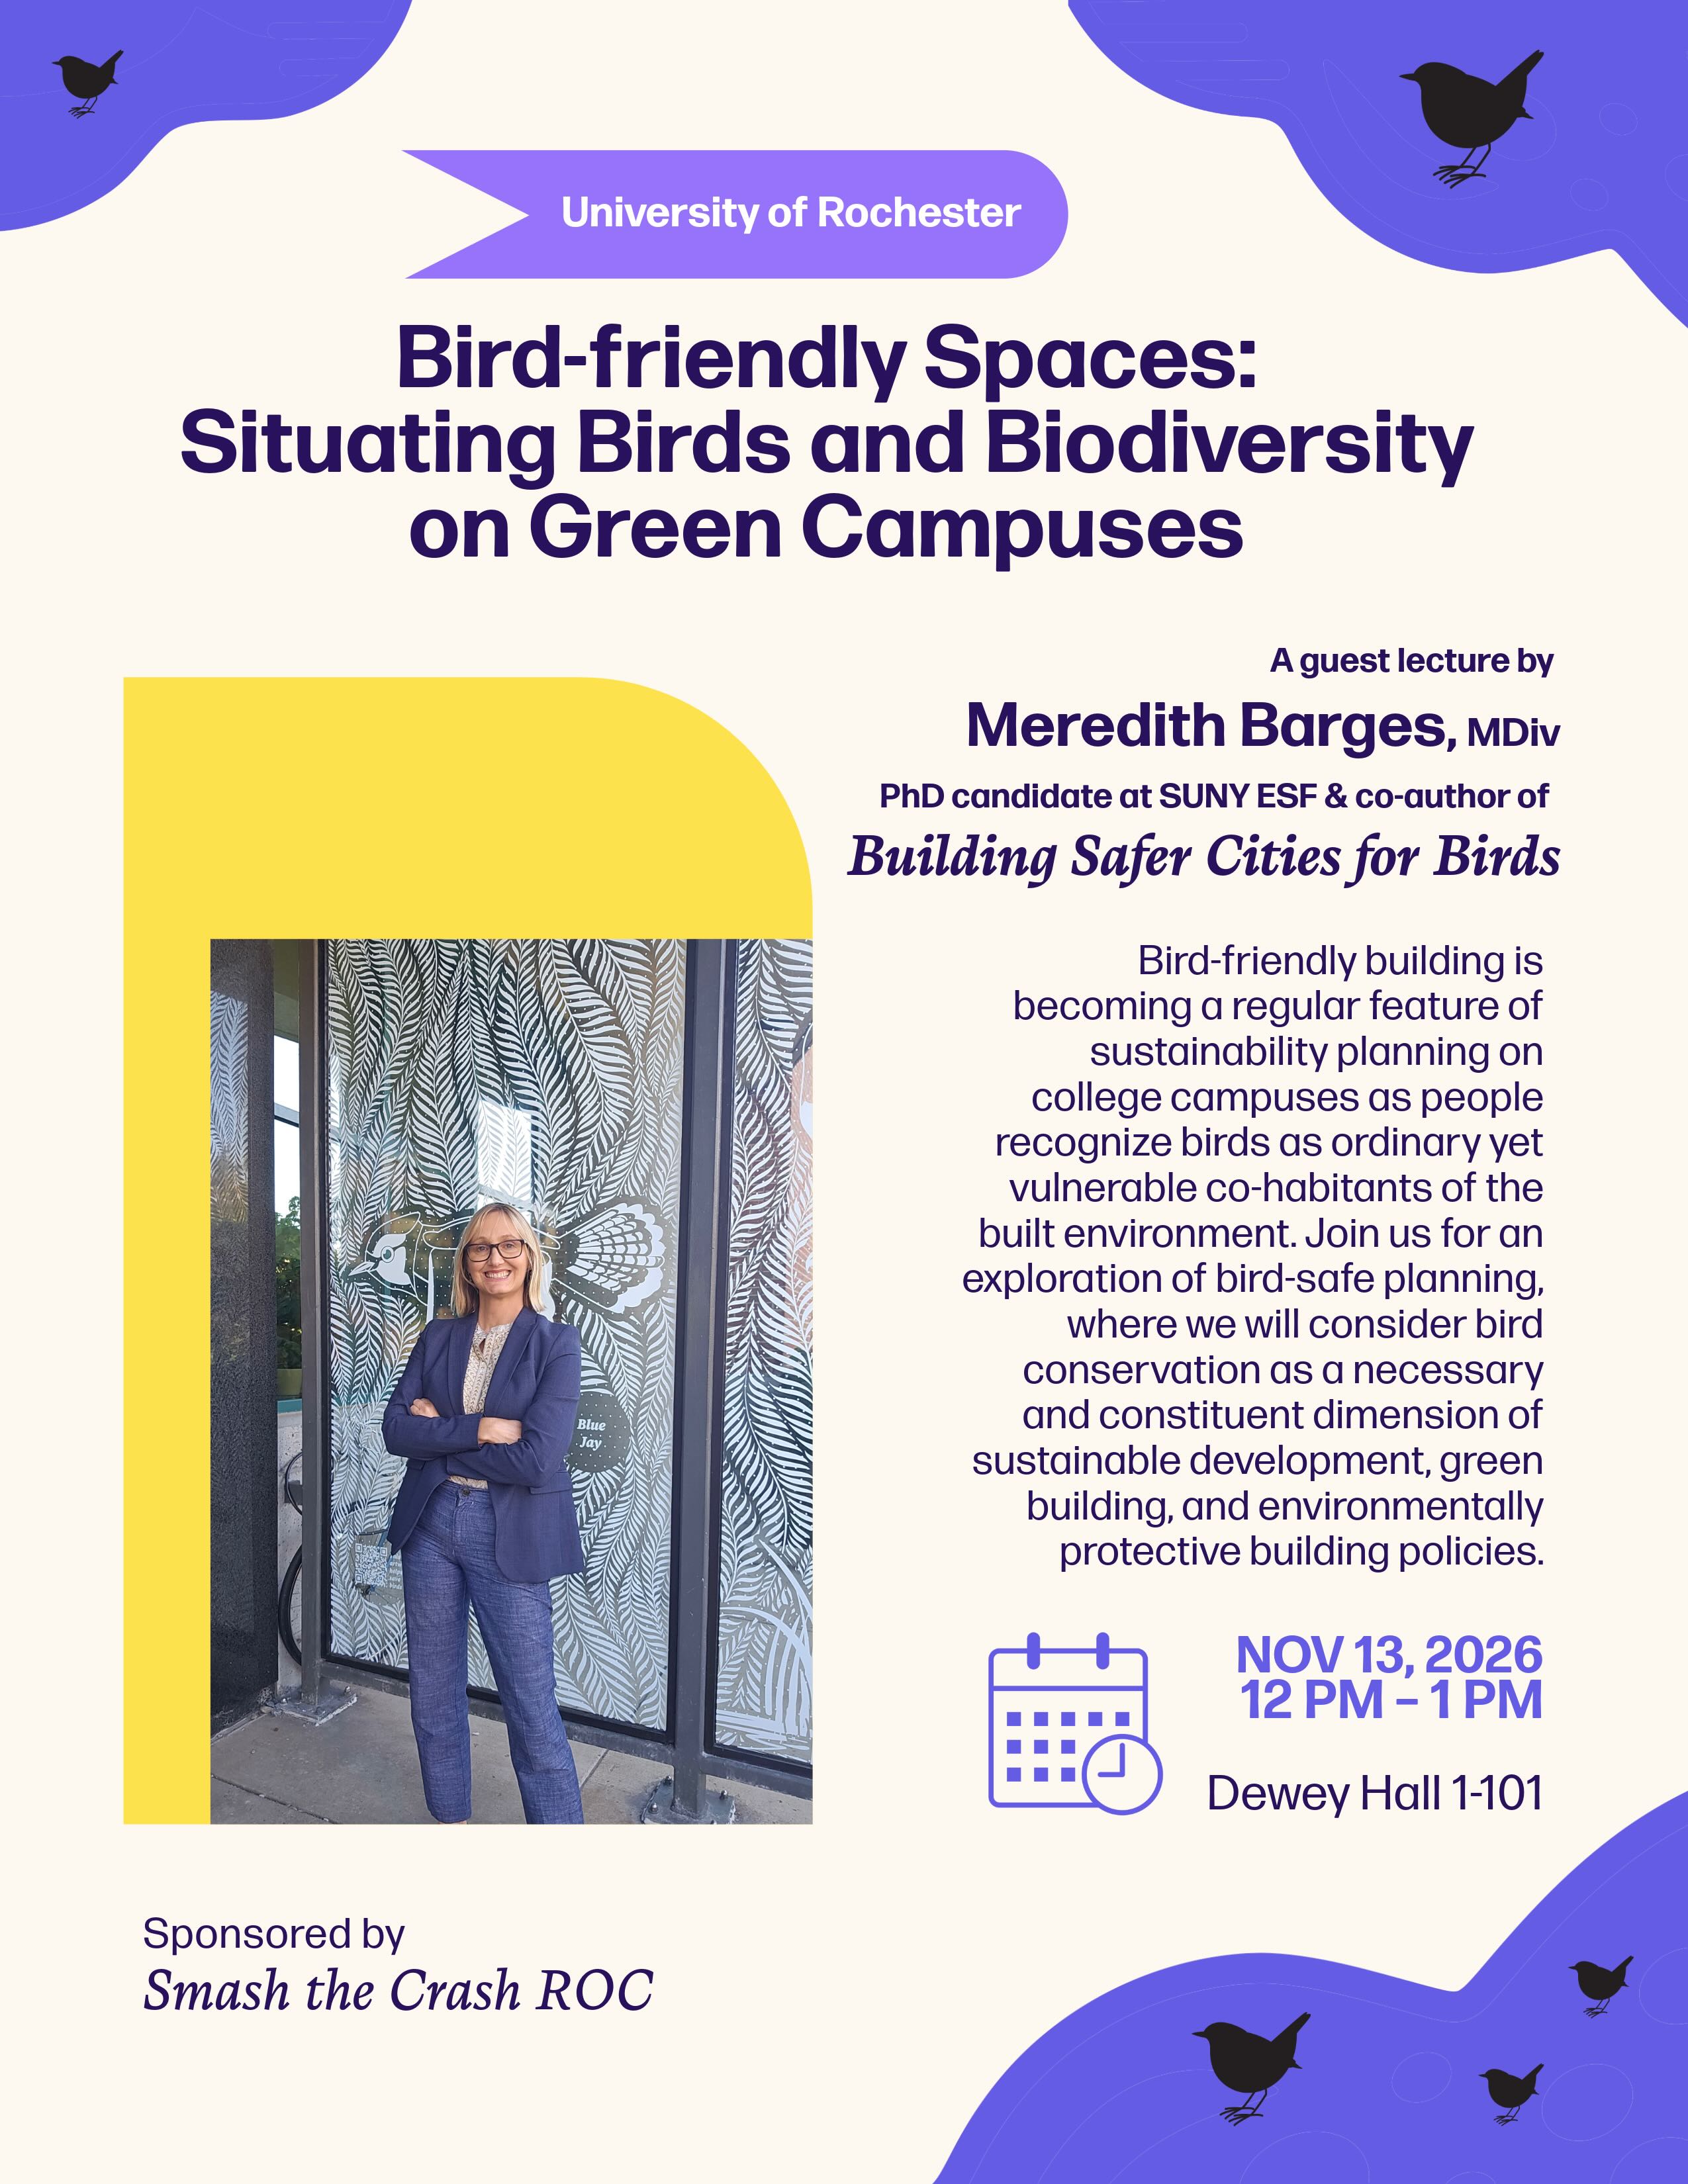 University of Rochester
Bird-friendly Spaces:
Situating Birds and Biodiversity
on Green Campuses
A guest lecture by
Meredith Barges, MDiv
PhD candidate at SUNY ESF & co-author of
Building Safer Cities for Birds
Bird-friendly building is
becoming a regular feature of
sustainability planning on
college campuses as people
recognize birds as ordinary yet
vulnerable co-habitants of the
built environment. Join us for an
exploration of bird-safe planning,
where we will consider bird
conservation as a necessary
and constituent dimension of
sustainable development, green
building, and environmentally
protective building policies.
Blue
Jay
NOV 13, 2026
12 PM – 1 PM
Dewey Hall 1-101
Sponsored by
Smash the Crash ROC